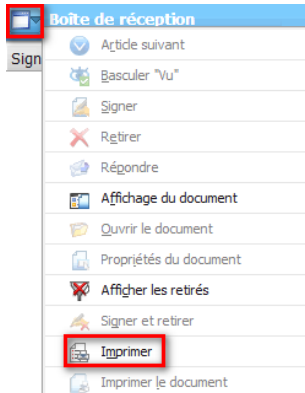 Boîte de réception
Sign
Article suivant
Basculer "Vu"
Signer
Retirer
Répondre
Affichage du document
Ouvrir le document
Propriétés du document
Afficher les retirés
Signer et retirer
Imprimer
Imprimer le document